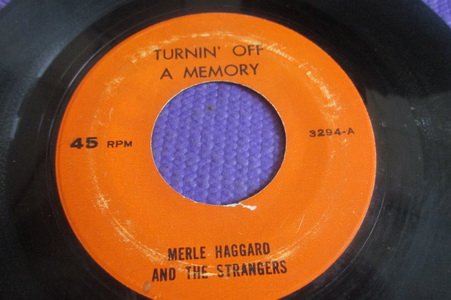 TURNIN' OFF
A MEMORY
45 RPM
3294-A
MERLE HAGGARD
AND THE STRANGERS